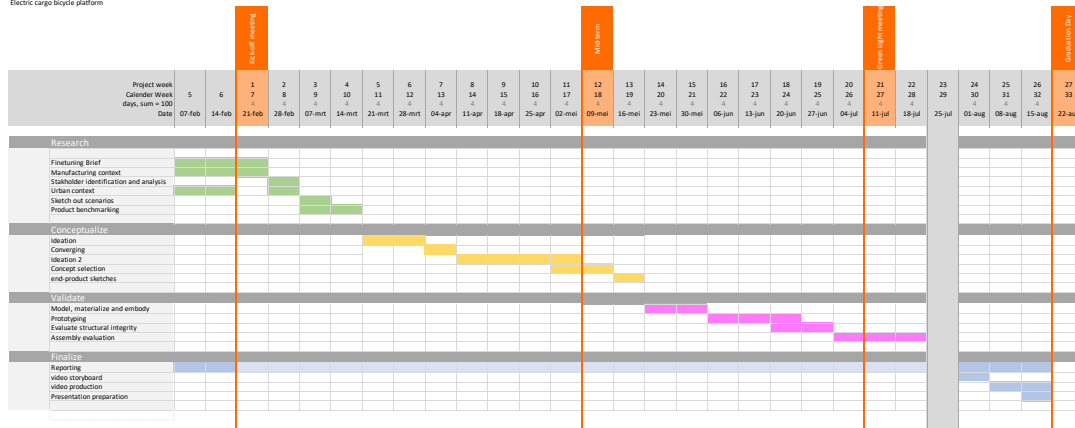 Electric cargo bicycle platform
Kick-off meeting
Mid-term
Green Light meeting
Graduation Day
Project week 1 2 3 4 5 6 7 8 9 10 11 12 13 14 15 16 17 18 19 20 21 22 23 24 25 26 27
Calender Week 5 6 7 8 9 10 11 12 13 14 15 16 17 18 19 20 21 22 23 24 25 26 27 28 29 30 31 32 33
days, sum = 100 4 4 4 4 4 4 4 4 4 4 4 4 4 4 4 4 4 4 4 4 4 4 4 4 4
Date 07-feb 14-feb 21-feb 28-feb 07-mrt 14-mrt 21-mrt 28-mrt 04-apr 11-apr 18-apr 25-apr 02-mei 09-mei 16-mei 23-mei 30-mei 06-jun 13-jun 20-jun 27-jun 04-jul 11-jul 18-jul 25-jul 01-aug 08-aug 15-aug 22-au
Research
Finetuning Brief
Manufacturing context
Stakholder identification and analysis
Urban context
Sketch out scenarios
Product benchmarking
Conceptualize
Ideation
Converging
Ideation 2
Concept selection
end-product sketches
Validate
Model, materialize and embody
Prototyping
Evaluate structural integrity
Assembly evaluation
Finalize
Reporting
video storyboard
video production
Presentation preparation